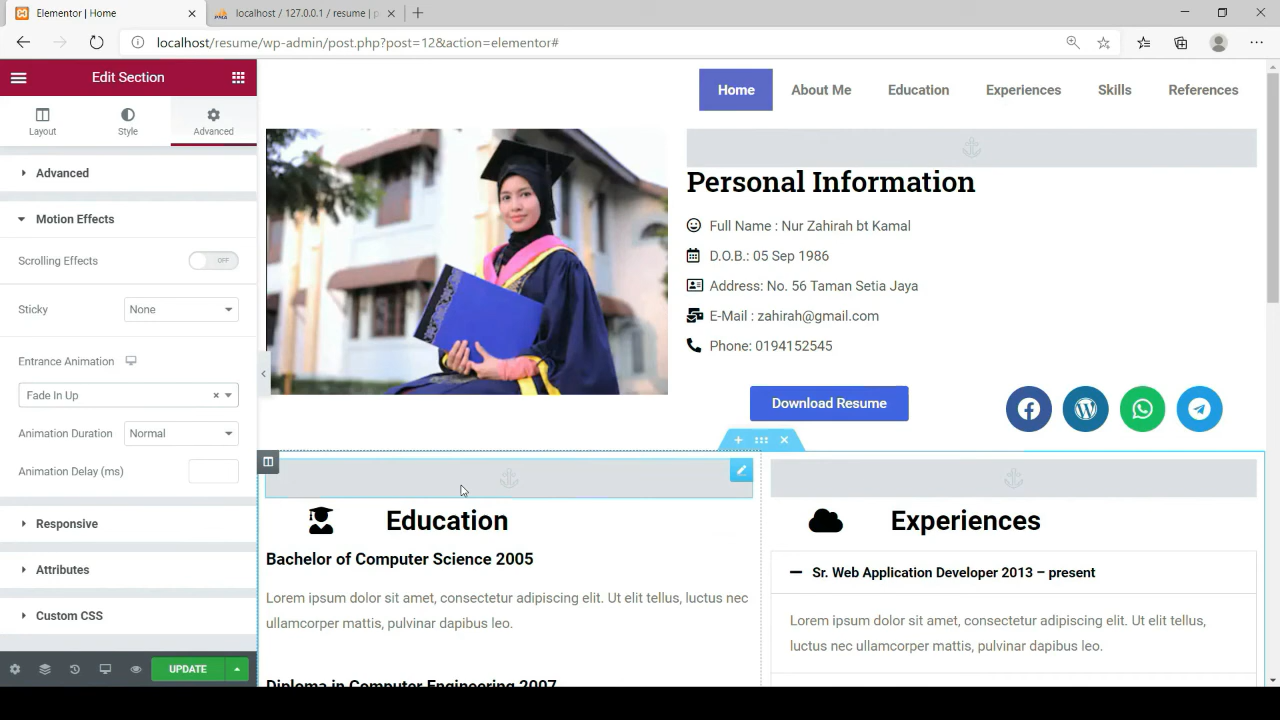 Elementor | Home
localhost / 127.0.0.1 / resume | p
localhost/resume/wp-admin/post.php?post=12&action=elementor#
Edit Section
Layout
Style
Advanced
Advanced
Motion Effects
Scrolling Effects
OFF
Sticky
None
Entrance Animation
Fade In Up
Animation Duration
Normal
Animation Delay (ms)
Responsive
Attributes
Custom CSS
UPDATE
Home About Me Education Experiences Skills References
Personal Information
Full Name : Nur Zahirah bt Kamal
D.O.B.: 05 Sep 1986
Address: No. 56 Taman Setia Jaya
E-Mail : zahirah@gmail.com
Phone: 0194152545
Download Resume
Education
Bachelor of Computer Science 2005
Lorem ipsum dolor sit amet, consectetur adipiscing elit. Ut elit tellus, luctus nec
ullamcorper mattis, pulvinar dapibus leo.
Diploma in Computer Engineering 2007
Experiences
Sr. Web Application Developer 2013 – present
Lorem ipsum dolor sit amet, consectetur adipiscing elit. Ut elit tellus,
luctus nec ullamcorper mattis, pulvinar dapibus leo.